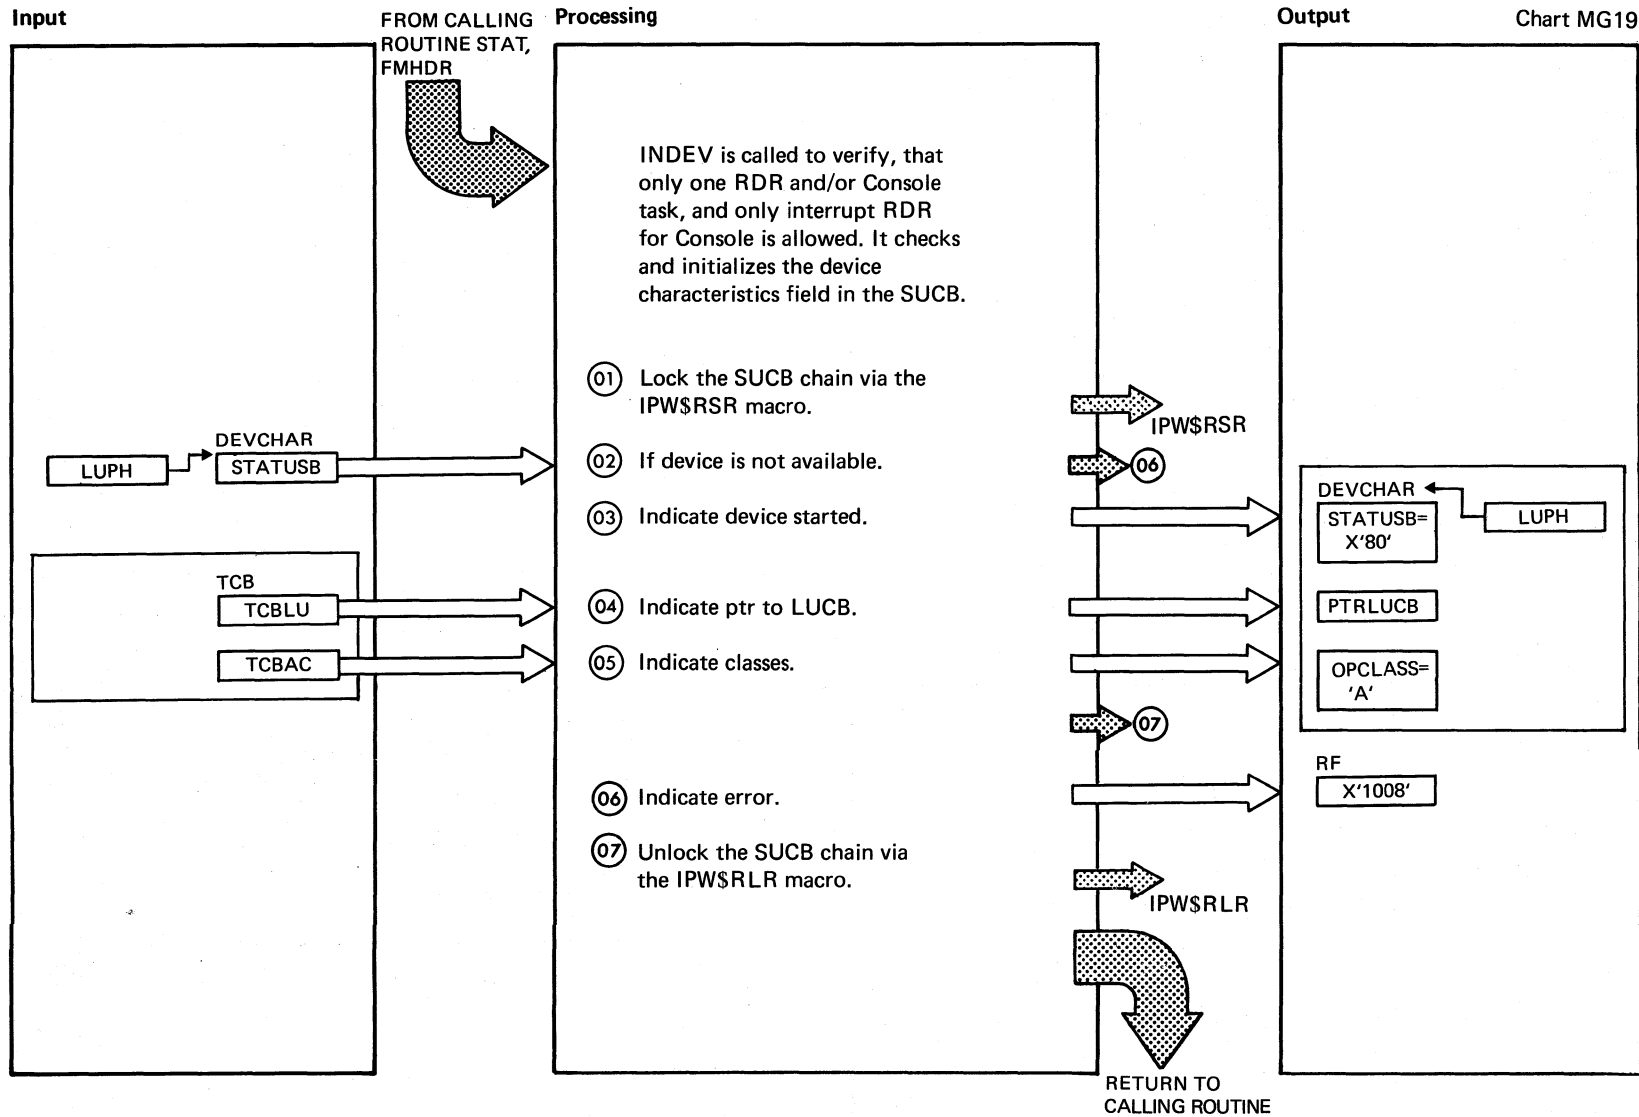 Input
FROM CALLING
ROUTINE STAT,
FMHDR
Processing
Output
Chart MG19
INDEV is called to verify, that
only one RDR and/or Console
task, and only interrupt RDR
for Console is allowed. It checks
and initializes the device
characteristics field in the SUCB.
01 Lock the SUCB chain via the
IPW$RSR macro.
IPW$RSR
LUPH
DEVCHAR
STATUSB
02 If device is not available.
06
03 Indicate device started.
DEVCHAR
STATUSB=
X'80'
LUPH
TCB
TCBLU
04 Indicate ptr to LUCB.
PTRLUCB
TCBAC
05 Indicate classes.
OPCLASS=
'A'
07
06 Indicate error.
RF
X'1008'
07 Unlock the SUCB chain via
the IPW$RLR macro.
IPW$RLR
RETURN TO
CALLING ROUTINE